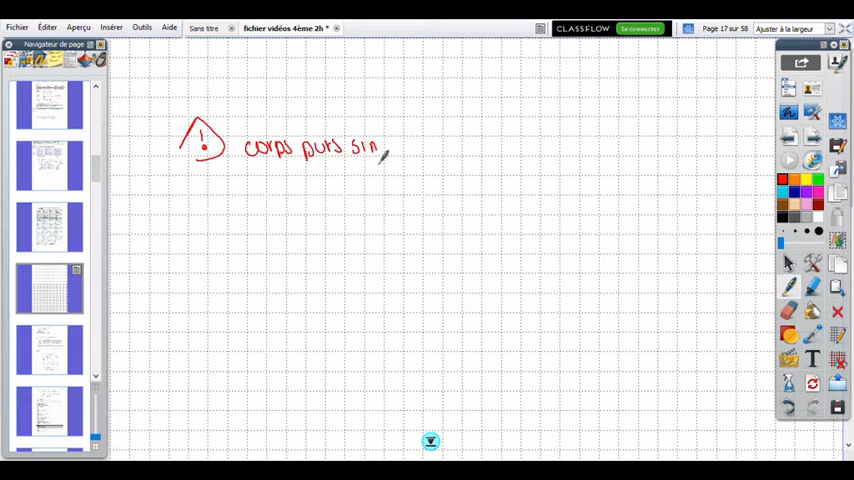 Fichier Éditer Aperçu Insérer Outils Aide
Sans titre
fichier vidéos 4ème 2h *
CLASSFLOW
Se connecter
Page 17 sur 58
Ajuster à la largeur
Navigateur de page
! corps purs sim
T